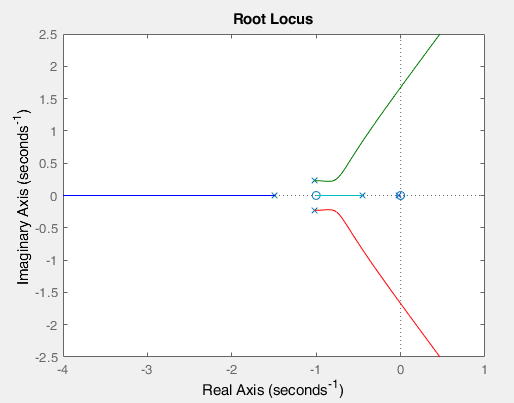 Root Locus
Imaginary Axis (seconds⁻¹)
2.5
2
1.5
1
0.5
0
-0.5
-1
-1.5
-2
-2.5
-4 -3 -2 -1 0 1
Real Axis (seconds⁻¹)